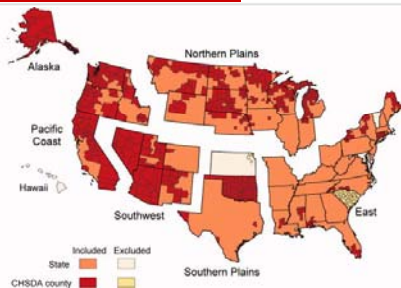 Northern Plains
Alaska
Pacific
Coast
Hawaii
Southwest
East
Southern Plains
Included Excluded
State
CHSDA county